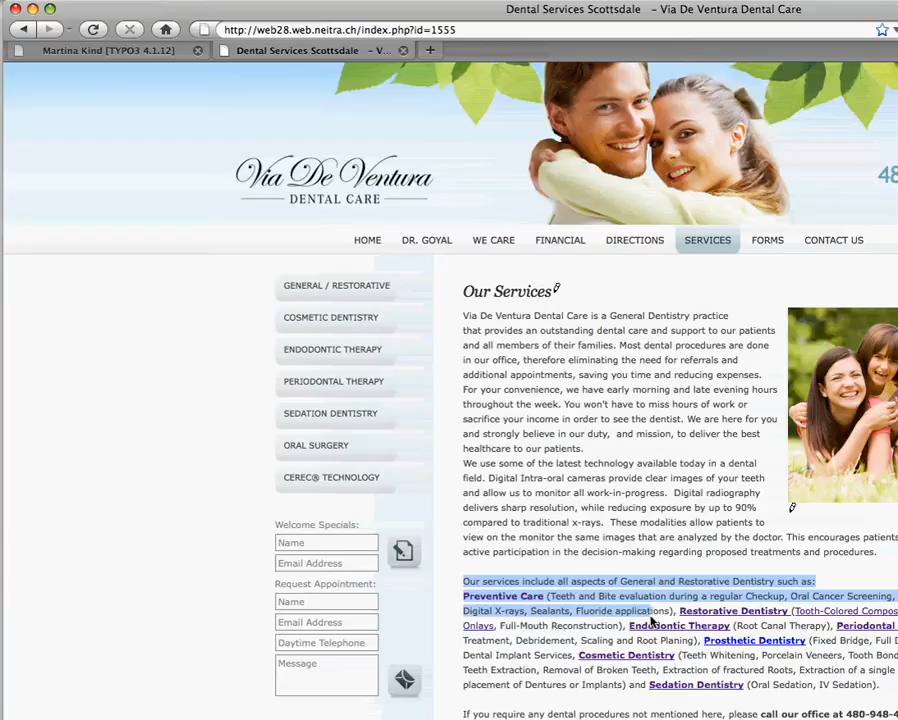 Dental Services Scottsdale – Via De Ventura Dental Care
http://web28.web.neitra.ch/index.php?id=1555
Martina Kind [TYPO3 4.1.12]
Dental Services Scottsdale – V...
Via De Ventura
DENTAL CARE
48
HOME
DR. GOYAL
WE CARE
FINANCIAL
DIRECTIONS
SERVICES
FORMS
CONTACT US
GENERAL / RESTORATIVE
COSMETIC DENTISTRY
ENDODONTIC THERAPY
PERIODONTAL THERAPY
SEDATION DENTISTRY
ORAL SURGERY
CEREC® TECHNOLOGY
Welcome Specials:
Name
Email Address
Request Appointment:
Name
Email Address
Daytime Telephone
Message
Our Services
Via De Ventura Dental Care is a General Dentistry practice
that provides an outstanding dental care and support to our patients
and all members of their families. Most dental procedures are done
in our office, therefore eliminating the need for referrals and
additional appointments, saving you time and reducing expenses.
For your convenience, we have early morning and late evening hours
throughout the week. You won't have to miss hours of work or
sacrifice your income in order to see the dentist. We are here for you
and strongly believe in our duty, and mission, to deliver the best
healthcare to our patients.
We use some of the latest technology available today in a dental
field. Digital Intra-oral cameras provide clear images of your teeth
and allow us to monitor all work-in-progress. Digital radiography
delivers sharp resolution, while reducing exposure by up to 90%
compared to traditional x-rays. These modalities allow patients to
view on the monitor the same images that are analyzed by the doctor. This encourages patients
active participation in the decision-making regarding proposed treatments and procedures.
Our services include all aspects of General and Restorative Dentistry such as:
Preventive Care (Teeth and Bite evaluation during a regular Checkup, Oral Cancer Screening,
Digital X-rays, Sealants, Fluoride applications), Restorative Dentistry (Tooth-Colored Compos
Onlays, Full-Mouth Reconstruction), Endodontic Therapy (Root Canal Therapy), Periodontal
Treatment, Debridement, Scaling and Root Planing), Prosthetic Dentistry (Fixed Bridge, Full D
Dental Implant Services, Cosmetic Dentistry (Teeth Whitening, Porcelain Veneers, Tooth Bond
Teeth Extraction, Removal of Broken Teeth, Extraction of fractured Roots, Extraction of a single
placement of Dentures or Implants) and Sedation Dentistry (Oral Sedation, IV Sedation).
If you require any dental procedures not mentioned here, please call our office at 480-948-4